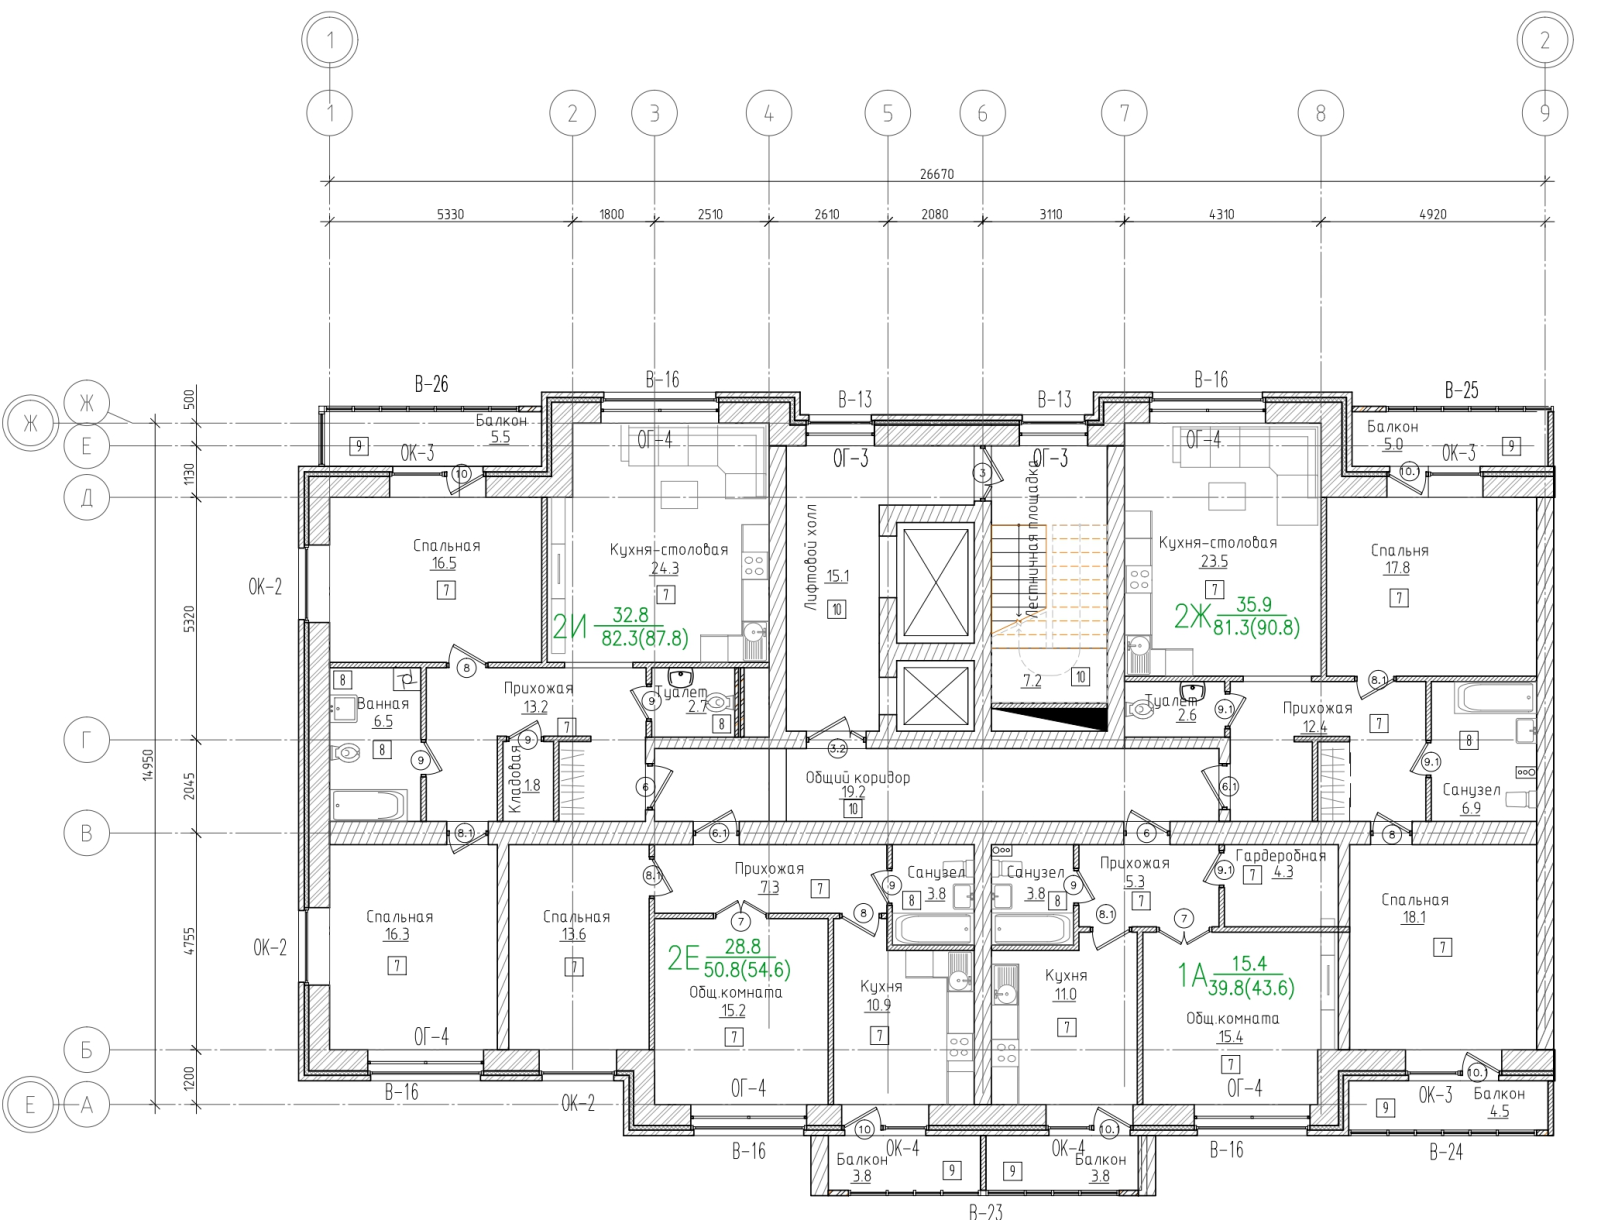 1
2
1
2
3
4
5
6
7
8
9
26670
5330
1800
2510
2610
2080
3110
4310
4920
Ж
Ж
Е
Д
Г
В
Б
Е
А
500
1130
5320
2045
4755
1200
14950
В-26
В-16
В-13
В-13
В-16
В-25
Балкон
5.5
9
ОК-3
10
ОГ-4
ОГ-3
3
ОГ-3
ОГ-4
Балкон
5.0
9
ОК-3
10.1
ОК-2
Спальная
16.5
7
Кухня-столовая
24.3
7
2И 32.8
82.3(87.8)
Лифтовой холл
15.1
10
Лестничная площадка
7.2
10
Кухня-столовая
23.5
7
2Ж 35.9
81.3(90.8)
Спальня
17.8
7
8
8
Ванная
6.5
8
9
Прихожая
13.2
7
9
Кладовая
1.8
9
Туалет
2.7
8
3.2
Туалет
2.6
9.1
Прихожая
12.4
7
8.1
9.1
8
Санузел
6.9
6
Общий коридор
19.2
10
6.1
8.1
6.1
6
8
ОК-2
Спальная
16.3
7
Спальная
13.6
7
8.1
Прихожая
7.3
7
9
Санузел
3.8
8
7
8
2Е 28.8
50.8(54.6)
Общ.комната
15.2
7
Кухня
10.9
7
Санузел
3.8
8
9
Прихожая
5.3
7
8.1
7
9.1
Гардеробная
4.3
7
Кухня
11.0
7
1А 15.4
39.8(43.6)
Общ.комната
15.4
7
Спальная
18.1
7
ОГ-4
В-16
ОК-2
ОГ-4
В-16
ОГ-4
В-16
ОК-3
10.1
Балкон
4.5
9
В-24
10
ОК-4
Балкон
3.8
9
ОК-4
10.1
Балкон
3.8
9
В-23